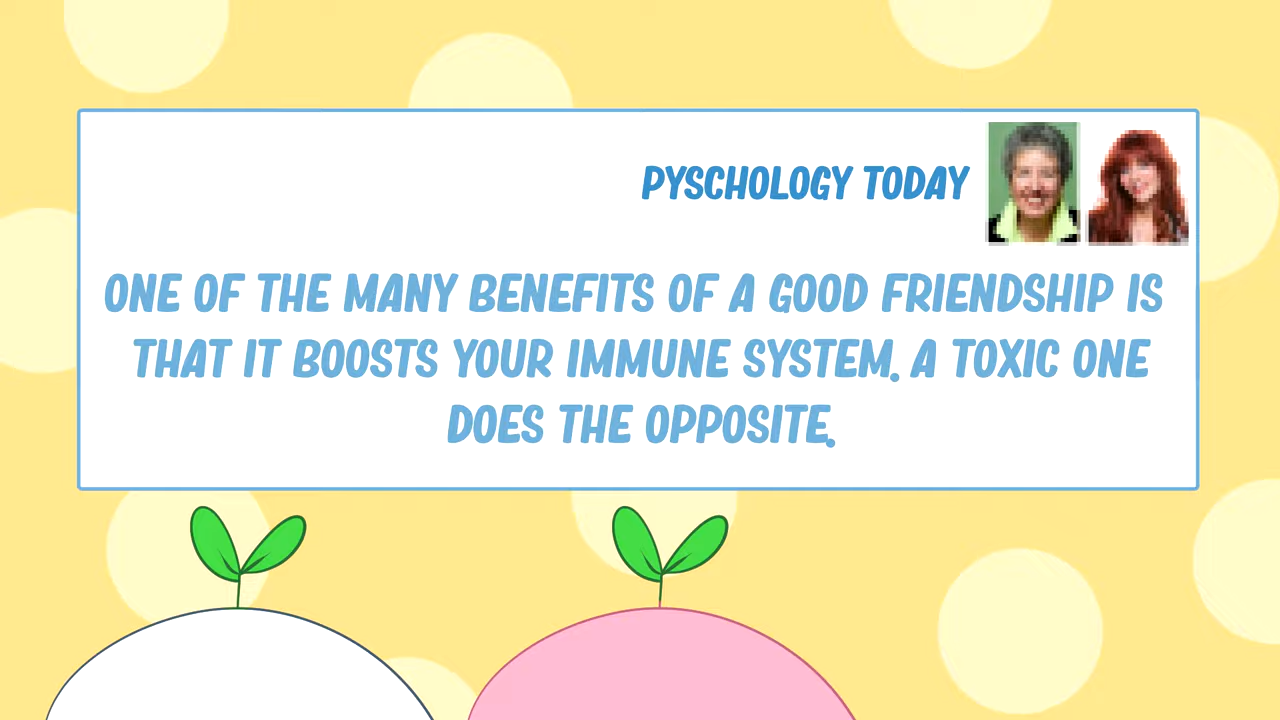 PYSCHOLOGY TODAY
ONE OF THE MANY BENEFITS OF A GOOD FRIENDSHIP IS
THAT IT BOOSTS YOUR IMMUNE SYSTEM. A TOXIC ONE
DOES THE OPPOSITE.